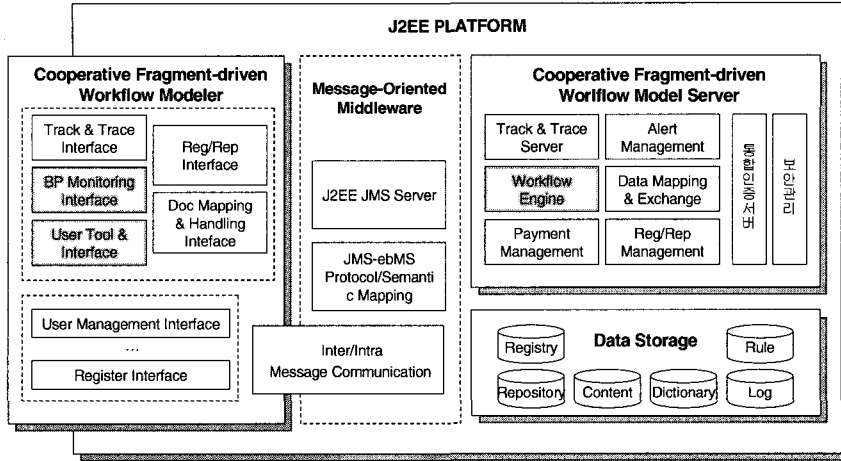 J2EE PLATFORM
Cooperative Fragment-driven
Workflow Modeler
Track & Trace
Interface
BP Monitoring
Interface
User Tool &
Interface
Reg/Rep
Interface
Doc Mapping
& Handling
Inteface
User Management Interface
...
Register Interface
Message-Oriented
Middleware
J2EE JMS Server
JMS-ebMS
Protocol/Semanti
c Mapping
Inter/Intra
Message Communication
Cooperative Fragment-driven
Worlflow Model Server
Track & Trace
Server
Alert
Management
Workflow
Engine
Data Mapping
& Exchange
Payment
Management
Reg/Rep
Management
통합인증서버
보안관리
Data Storage
Registry
Rule
Repository
Content
Dictionary
Log